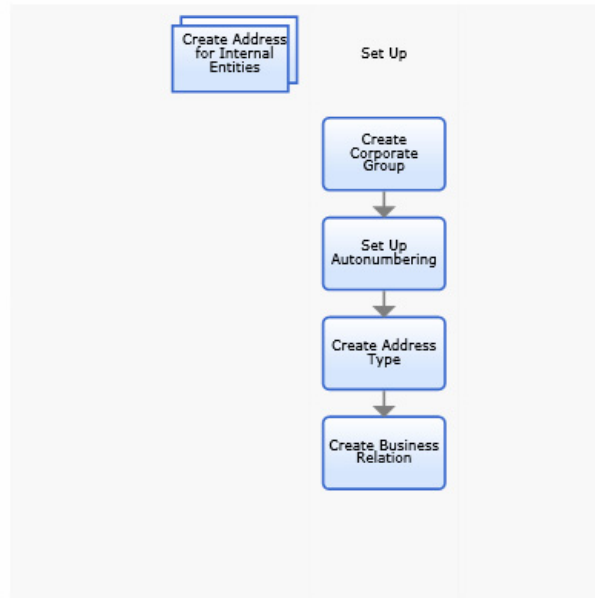 Create Address
for Internal
Entities
Set Up
Create
Corporate
Group
Set Up
Autonumbering
Create Address
Type
Create Business
Relation